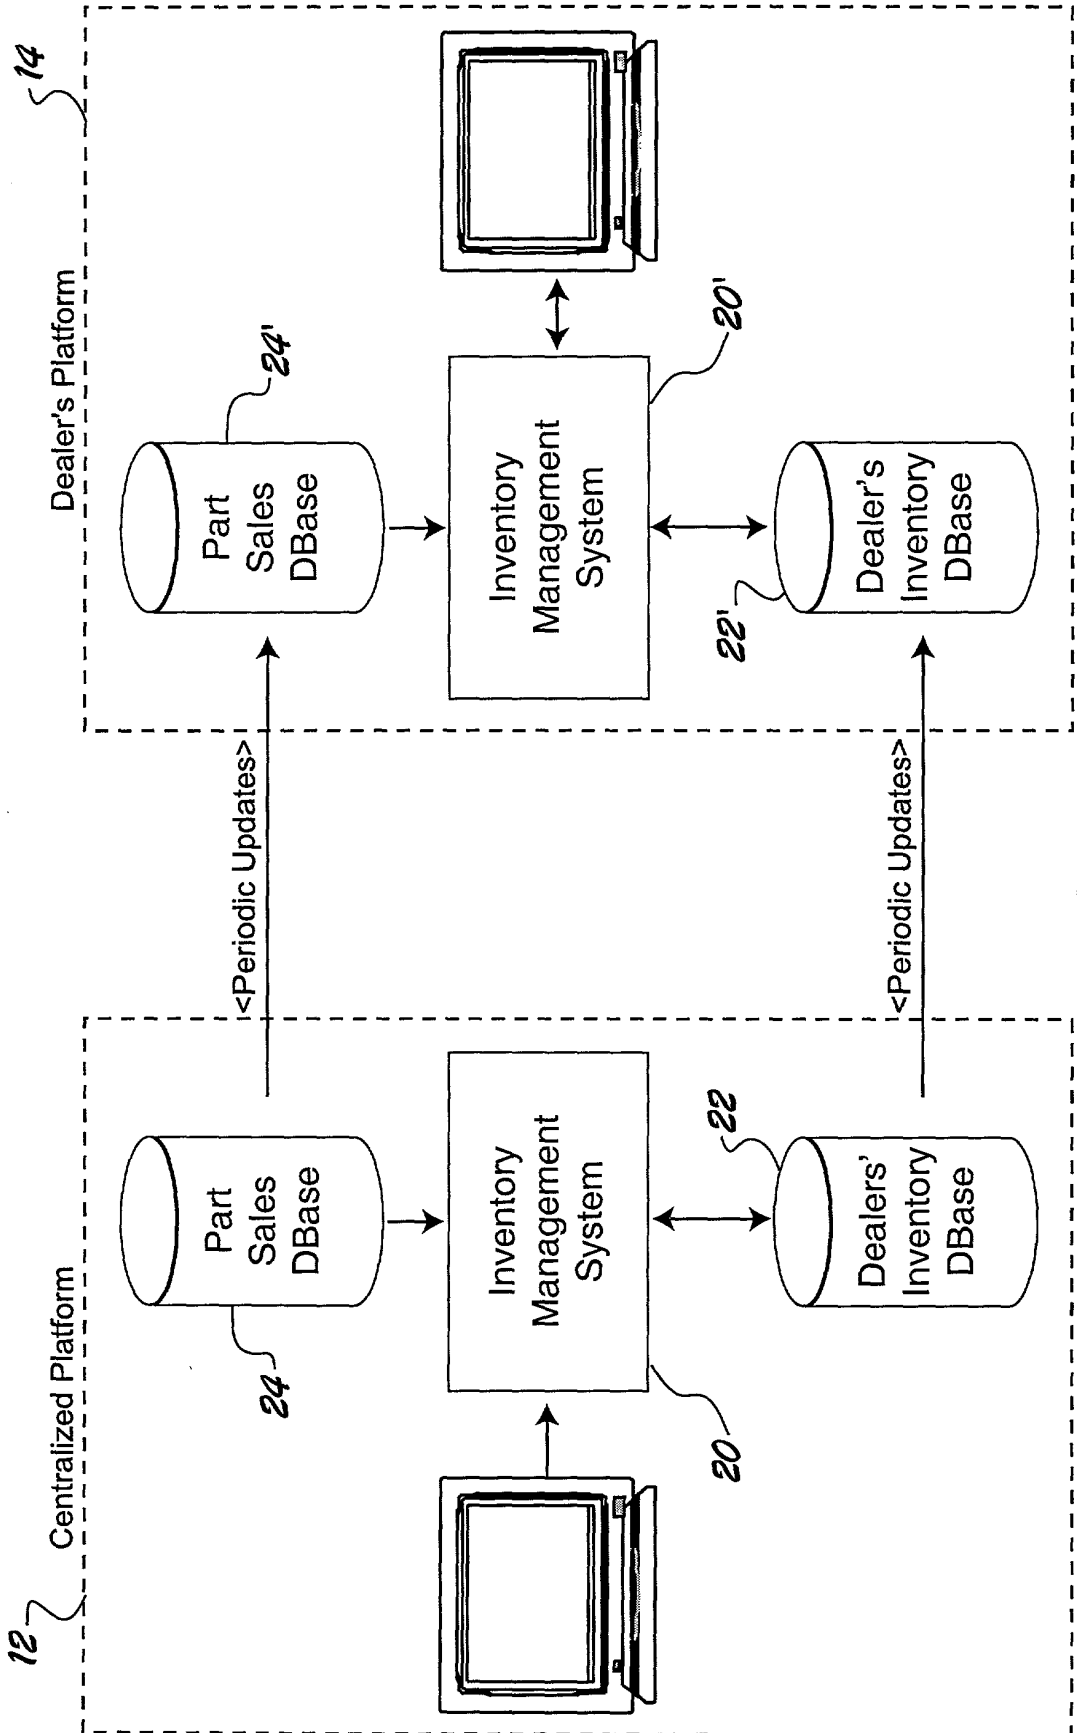 12
Centralized Platform
24
Part
Sales
DBase
Inventory
Management
System
20
22
Dealers'
Inventory
DBase
<Periodic Updates>
<Periodic Updates>
14
Dealer's Platform
24'
Part
Sales
DBase
Inventory
Management
System
20'
22'
Dealer's
Inventory
DBase